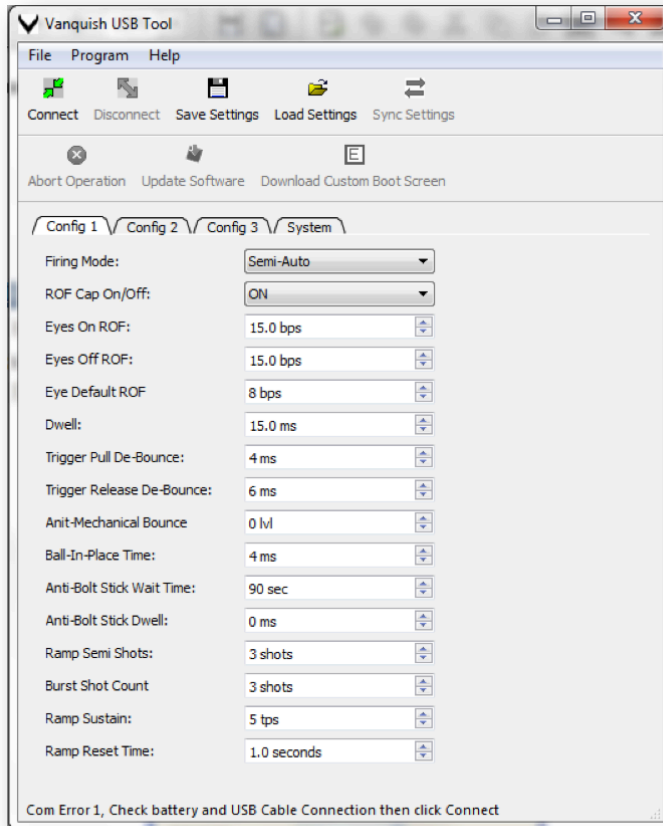 Vanquish USB Tool
File Program Help
Connect Disconnect Save Settings Load Settings Sync Settings
Abort Operation Update Software Download Custom Boot Screen
Config 1 Config 2 Config 3 System
Firing Mode: Semi-Auto
ROF Cap On/Off: ON
Eyes On ROF: 15.0 bps
Eyes Off ROF: 15.0 bps
Eye Default ROF 8 bps
Dwell: 15.0 ms
Trigger Pull De-Bounce: 4 ms
Trigger Release De-Bounce: 6 ms
Anit-Mechanical Bounce 0 lvl
Ball-In-Place Time: 4 ms
Anti-Bolt Stick Wait Time: 90 sec
Anti-Bolt Stick Dwell: 0 ms
Ramp Semi Shots: 3 shots
Burst Shot Count 3 shots
Ramp Sustain: 5 tps
Ramp Reset Time: 1.0 seconds
Com Error 1, Check battery and USB Cable Connection then click Connect